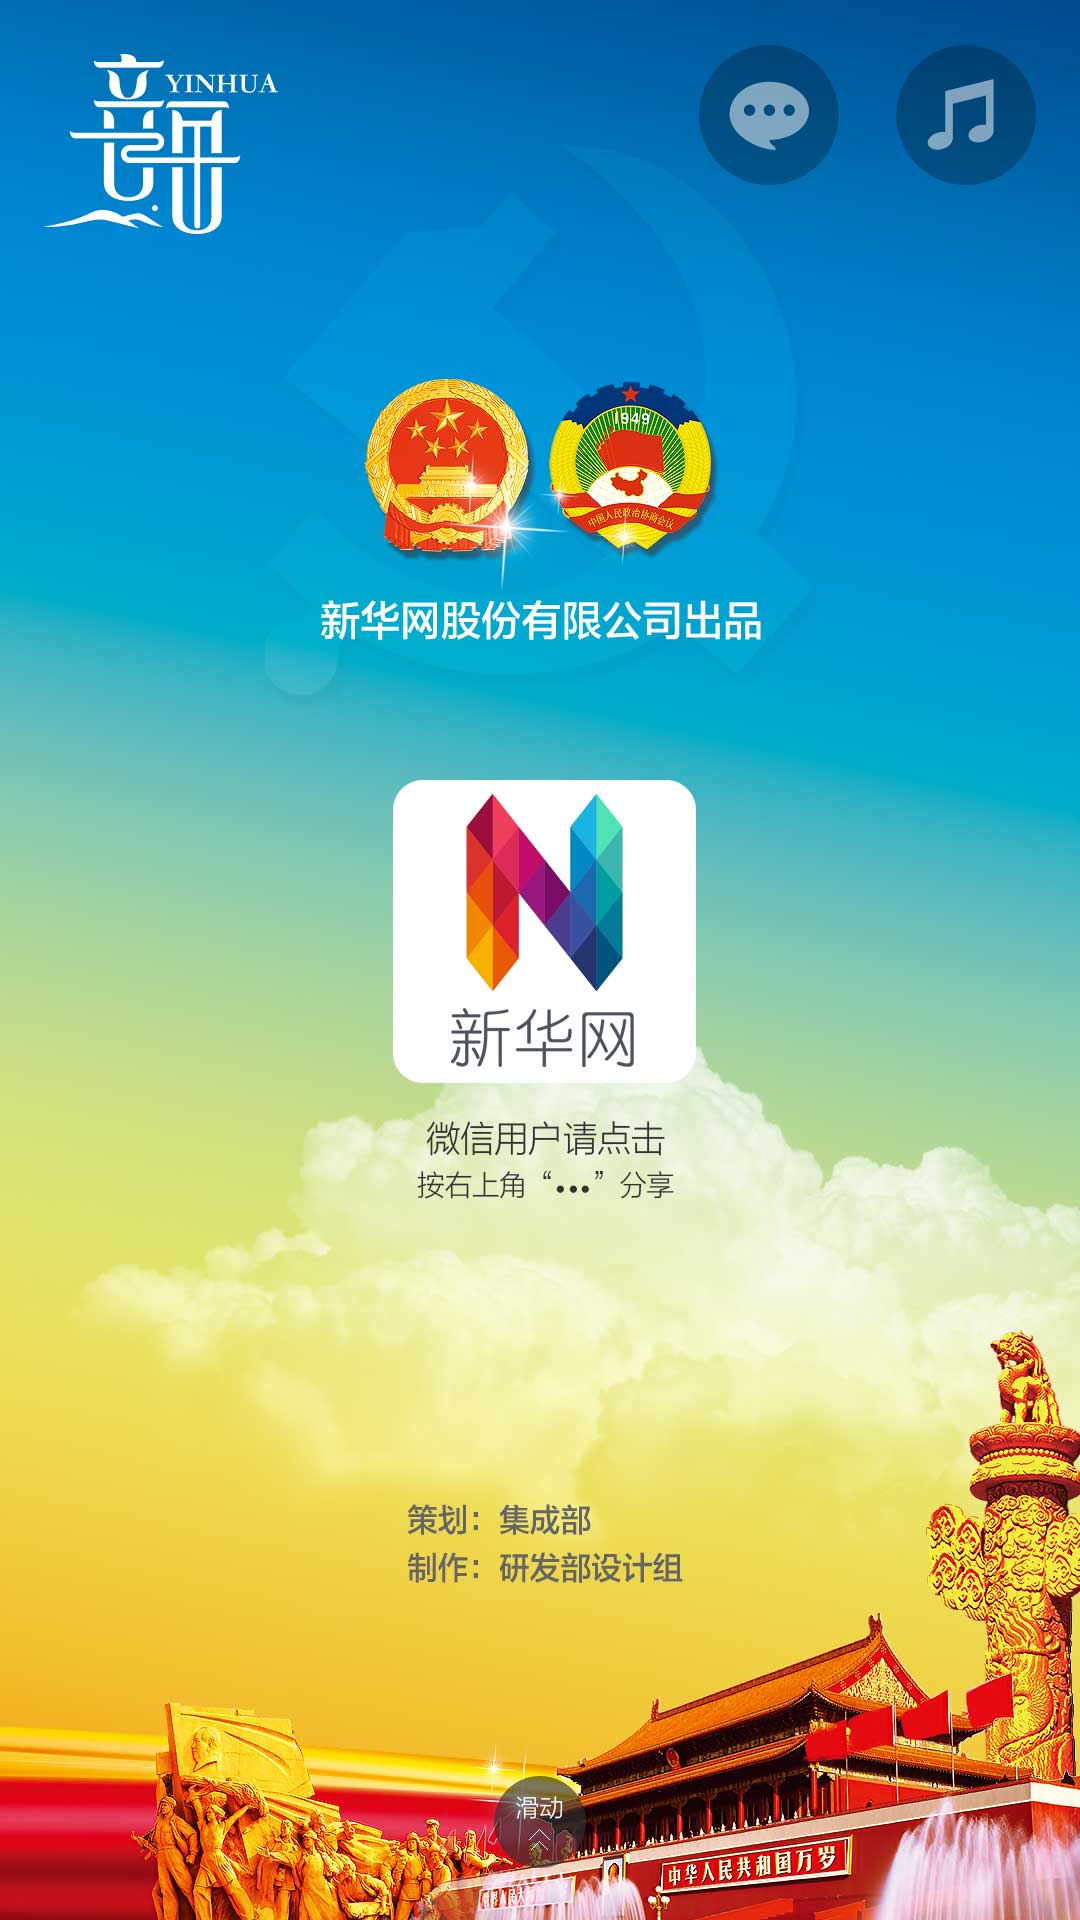 YINHUA
1949
中国人民政治协商会议
新华网股份有限公司出品
新华网
微信用户请点击
按右上角“•••”分享
策划：集成部
制作：研发部设计组
滑动
中华人民共和国万岁